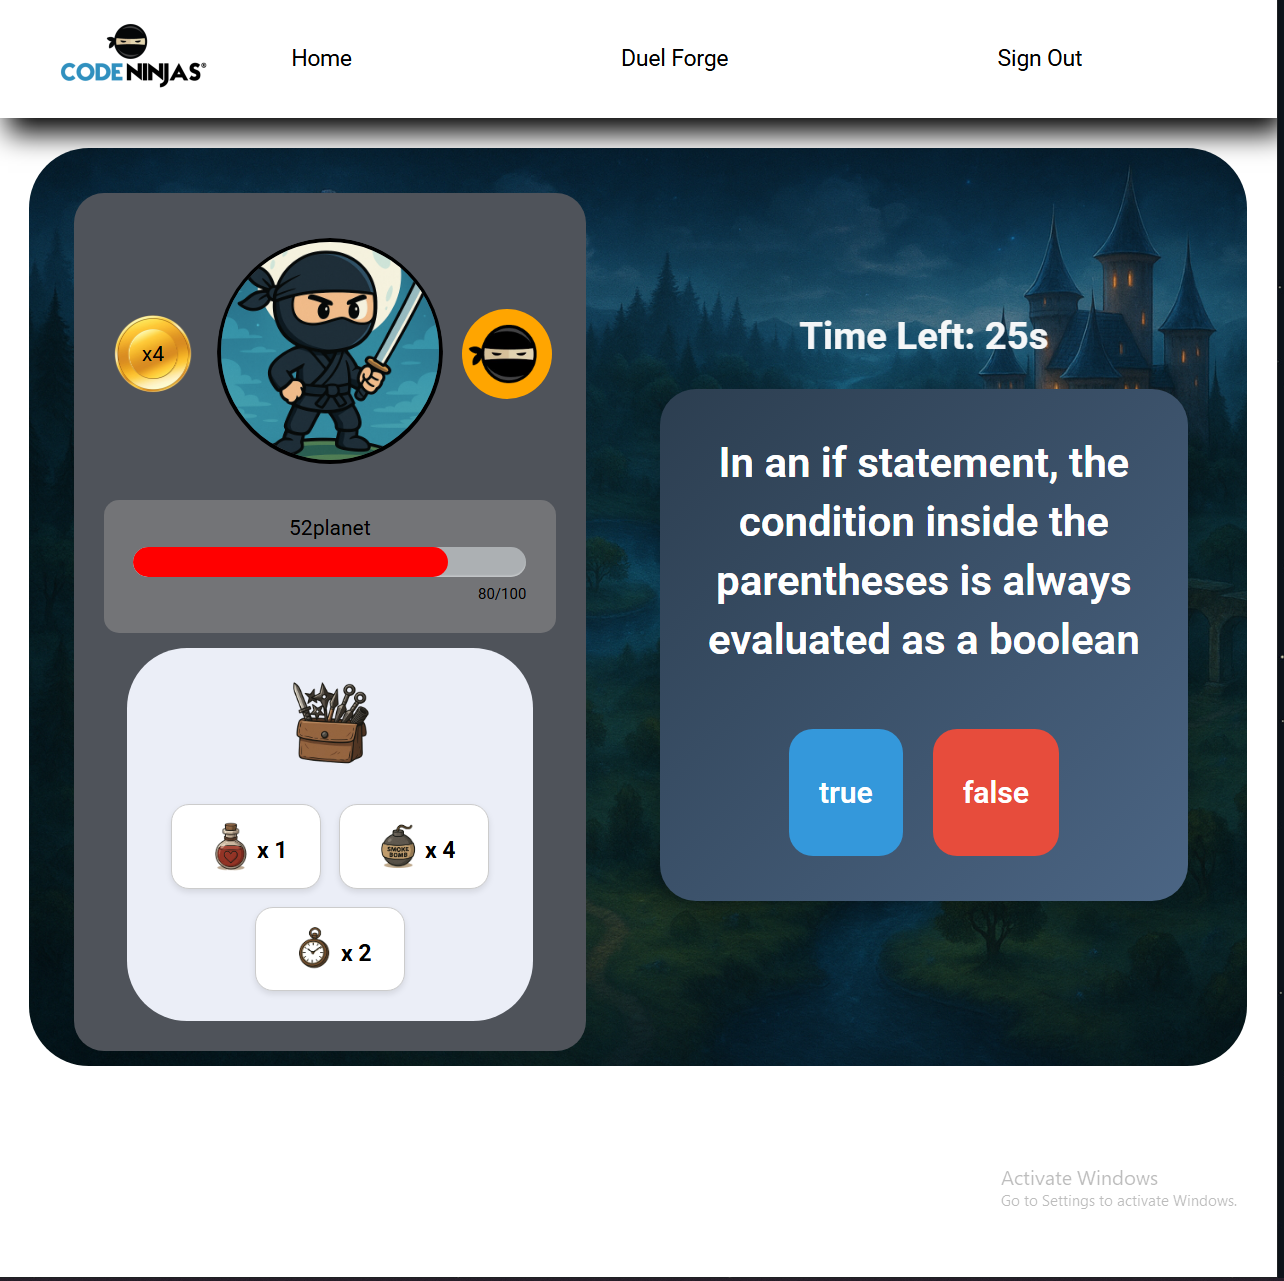 CODE NINJAS®
Home
Duel Forge
Sign Out
x4
52planet
80/100
x 1
SMOKE
BOMB
x 4
x 2
Time Left: 25s
In an if statement, the
condition inside the
parentheses is always
evaluated as a boolean
true
false
Activate Windows
Go to Settings to activate Windows.